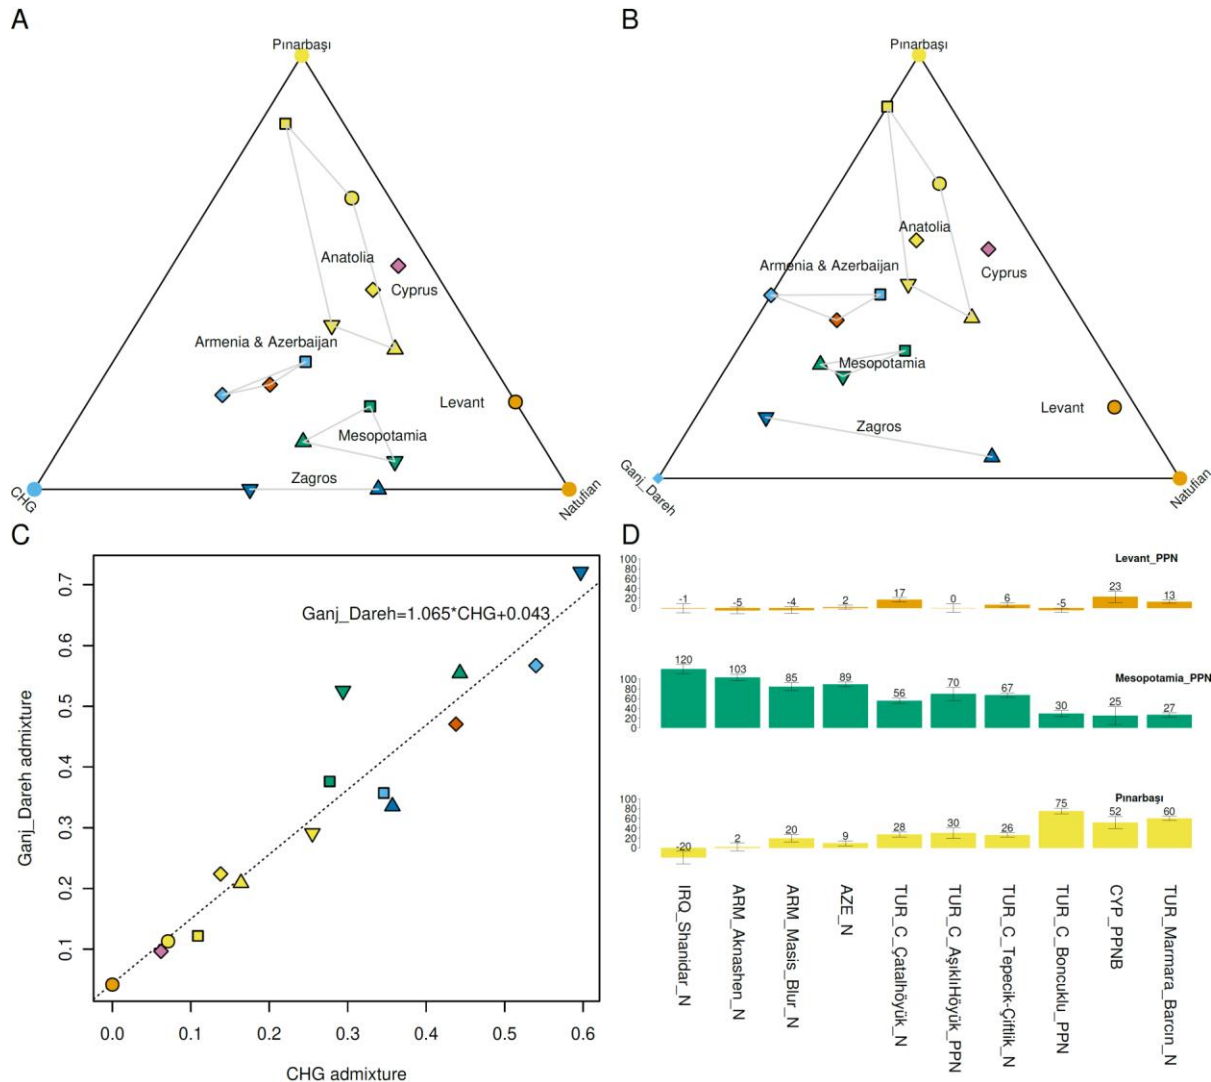 A
Pınarbaşı
Anatolia
Cyprus
Armenia & Azerbaijan
Levant
Mesopotamia
Zagros
CHG
Natufian
B
Pınarbaşı
Anatolia
Armenia & Azerbaijan
Cyprus
Mesopotamia
Levant
Zagros
Ganj_Dareh
Natufian
C
Ganj_Dareh=1.065*CHG+0.043
Ganj_Dareh admixture
0.7
0.6
0.5
0.4
0.3
0.2
0.1
0.0 0.1 0.2 0.3 0.4 0.5 0.6
CHG admixture
D
Levant_PPN
100
80
60
40
20
0
-1 -5 -4 2 17 0 6 -5 23 13
Mesopotamia_PPN
100
80
60
40
20
0
120 103 85 89 56 70 67 30 25 27
Pınarbaşı
100
80
60
40
20
0
-20 2 20 9 28 30 26 75 52 60
IRQ_Shanidar_N
ARM_Aknashen_N
ARM_Masis_Blur_N
AZE_N
TUR_C_Çatalhöyük_N
TUR_C_AşıklıHöyük_PPN
TUR_C_Tepecik-Çiftlik_N
TUR_C_Boncuklu_PPN
CYP_PPNB
TUR_Marmara_Barcın_N